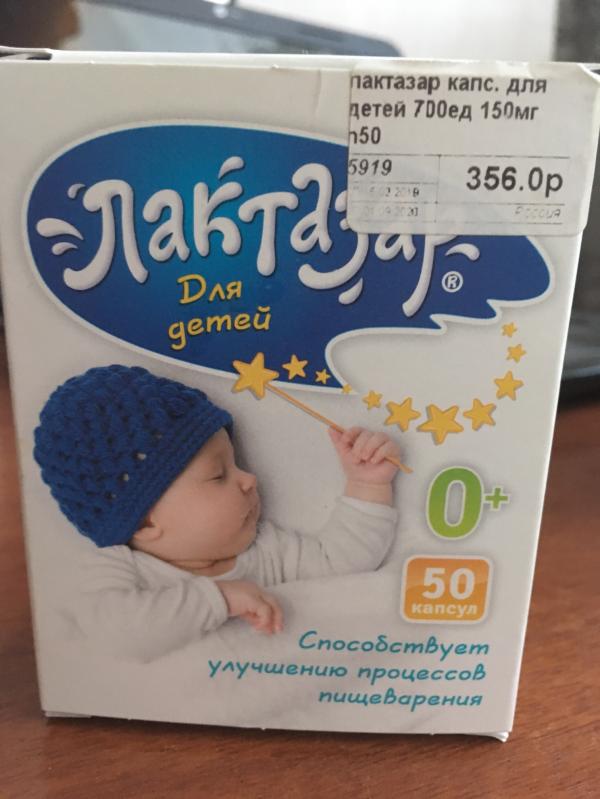 лактазар капс. для
детей 700ед 150мг
n50
5919
356.0р
Россия
Лактазар®
Для
детей
0+
50
капсул
Способствует
улучшению процессов
пищеварения